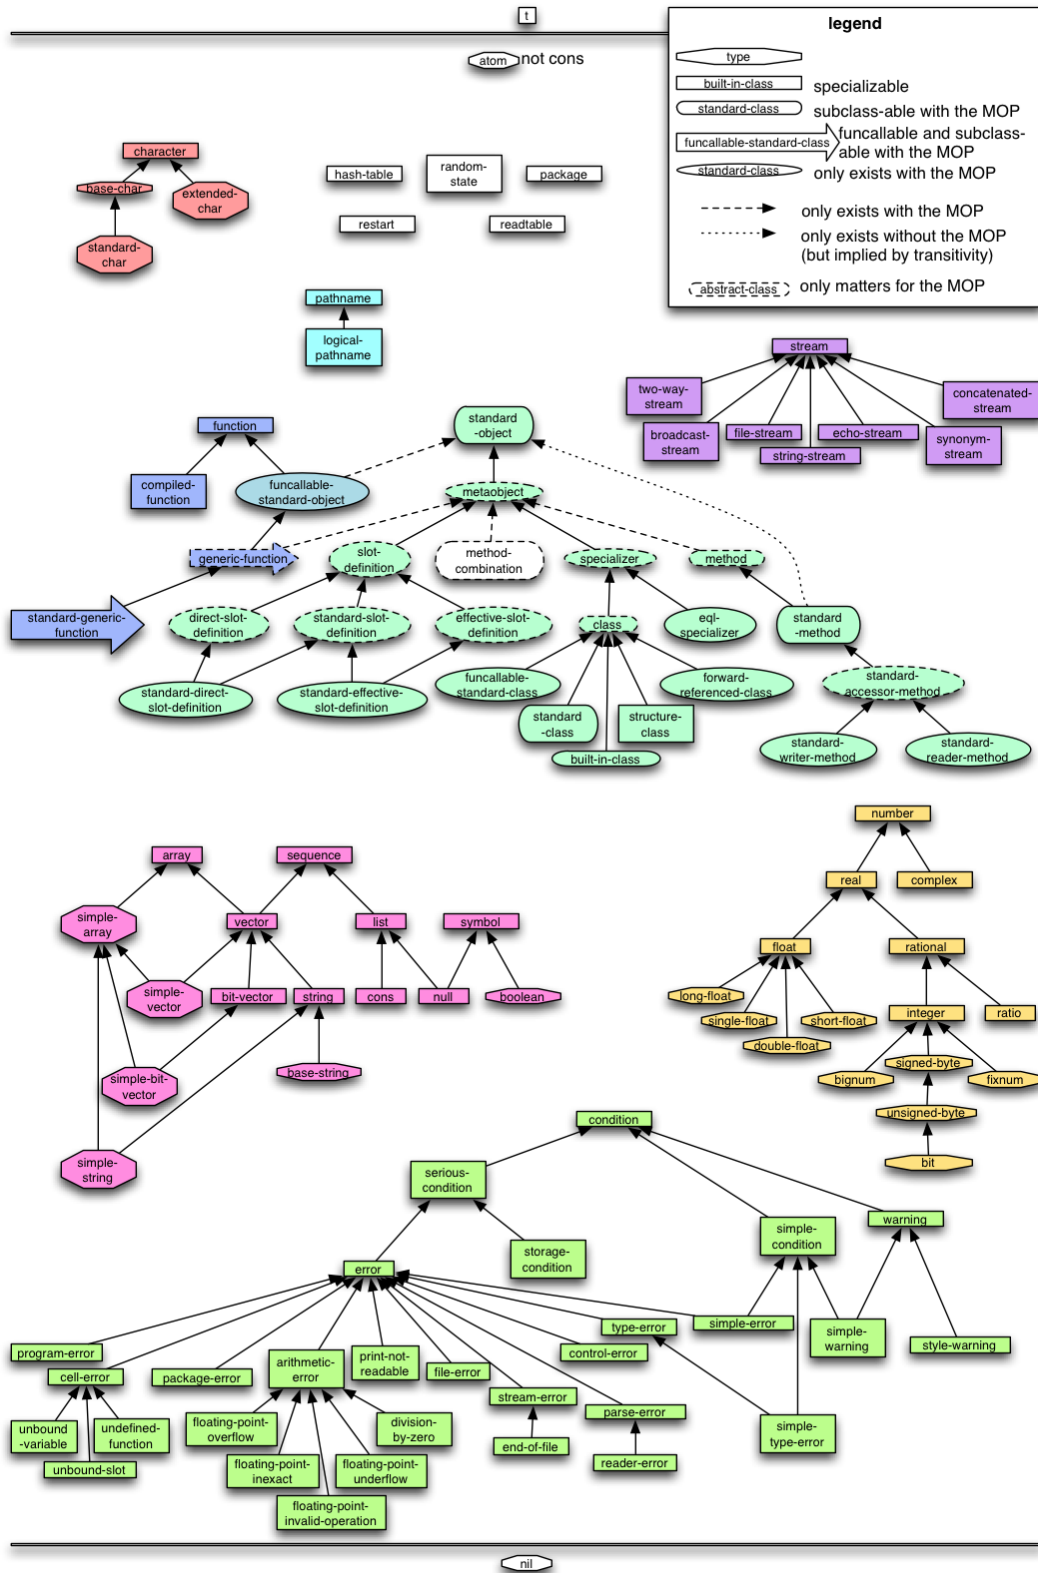 t
legend
atom not cons
type
built-in-class specializable
standard-class subclass-able with the MOP
funcallable-standard-class funcallable and subclass-
able with the MOP
standard-class only exists with the MOP
only exists with the MOP
only exists without the MOP
(but implied by transitivity)
abstract-class only matters for the MOP
character
base-char
extended-
char
standard-
char
hash-table
random-
state
package
restart
readtable
pathname
logical-
pathname
stream
two-way-
stream
concatenated-
stream
broadcast-
stream
file-stream
echo-stream
synonym-
stream
string-stream
standard
-object
function
compiled-
function
funcallable-
standard-object
metaobject
generic-function
slot-
definition
method-
combination
specializer
method
standard-generic-
function
direct-slot-
definition
standard-slot-
definition
effective-slot-
definition
class
eql-
specializer
standard
-method
standard-direct-
slot-definition
standard-effective-
slot-definition
funcallable-
standard-class
forward-
referenced-class
standard-
accessor-method
standard
-class
structure-
class
built-in-class
standard-
writer-method
standard-
reader-method
number
array
sequence
real
complex
simple-
array
vector
list
symbol
float
rational
simple-
vector
bit-vector
string
cons
null
boolean
long-float
single-float
short-float
double-float
integer
ratio
simple-bit-
vector
base-string
bignum
signed-byte
fixnum
unsigned-byte
bit
simple-
string
condition
serious-
condition
storage-
condition
simple-
condition
warning
error
program-error
cell-error
package-error
arithmetic-
error
print-not-
readable
file-error
type-error
control-error
simple-error
simple-
warning
style-warning
stream-error
parse-error
unbound
-variable
undefined-
function
unbound-slot
floating-point-
overflow
division-
by-zero
floating-point-
inexact
floating-point-
underflow
floating-point-
invalid-operation
end-of-file
reader-error
simple-
type-error
nil